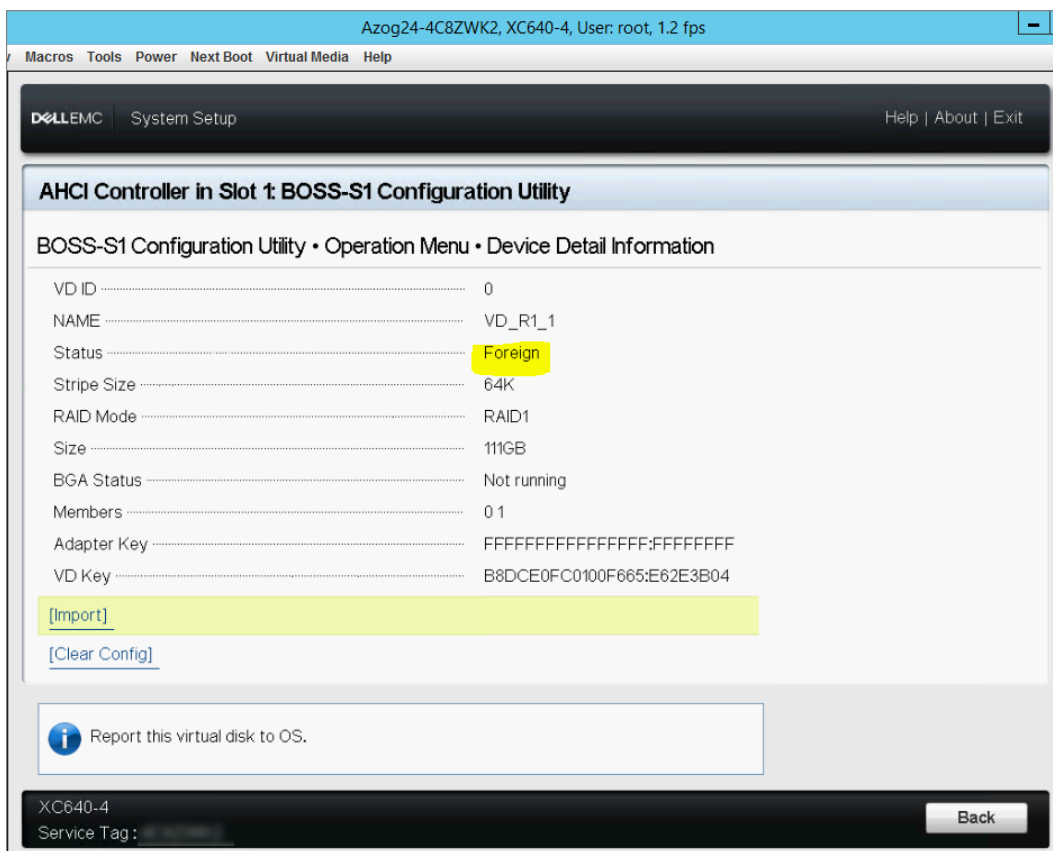 Azog24-4C8ZWK2, XC640-4, User: root, 1.2 fps
Macros Tools Power Next Boot Virtual Media Help
DELLEMC System Setup Help | About | Exit
AHCI Controller in Slot 1: BOSS-S1 Configuration Utility
BOSS-S1 Configuration Utility • Operation Menu • Device Detail Information
VD ID 0
NAME VD_R1_1
Status Foreign
Stripe Size 64K
RAID Mode RAID1
Size 111GB
BGA Status Not running
Members 0 1
Adapter Key FFFFFFFFFFFFFFFF:FFFFFFFF
VD Key B8DCE0FC0100F665:E62E3B04
[Import]
[Clear Config]
Report this virtual disk to OS.
XC640-4
Service Tag :
Back